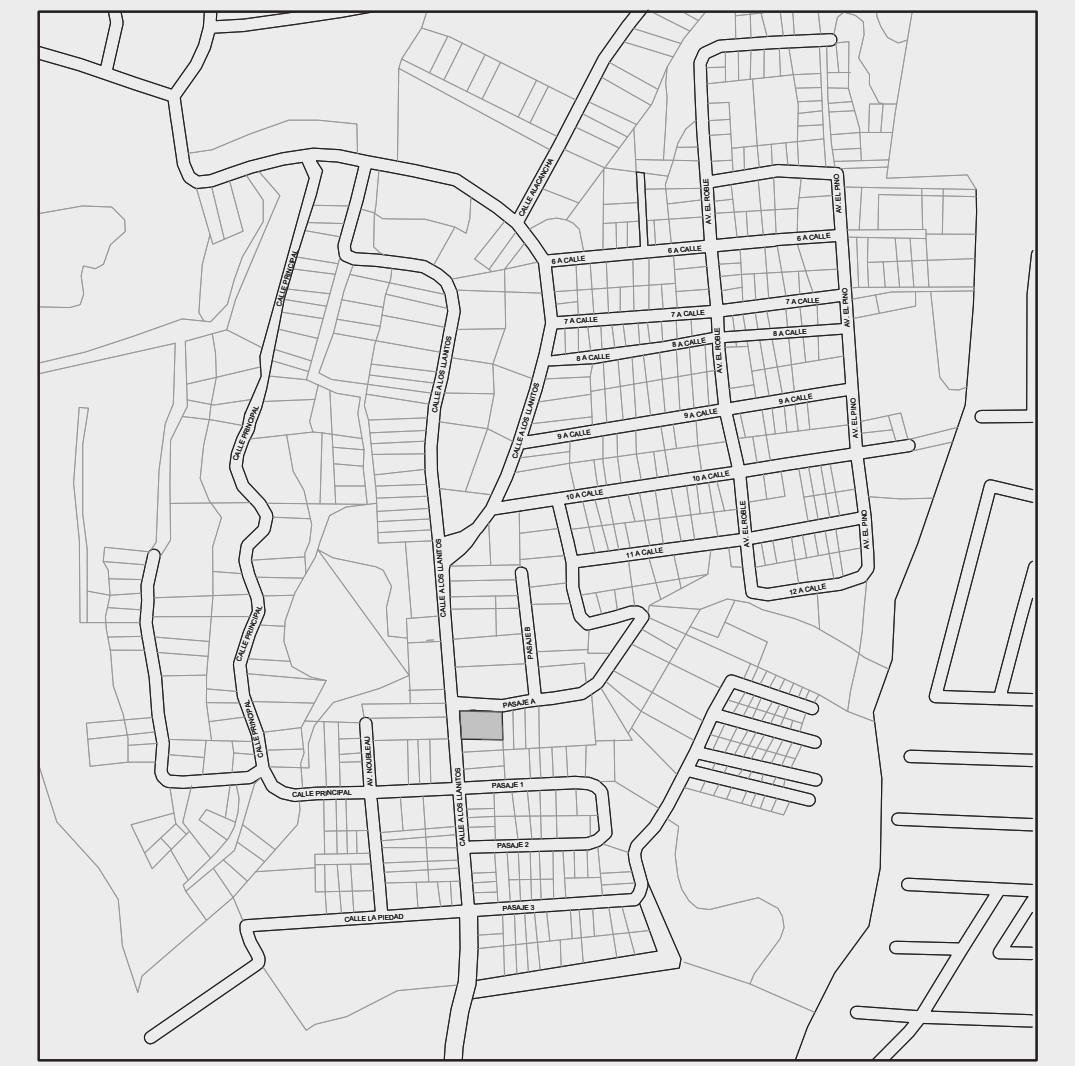 CALLE ALACANCHA
AV. EL ROBLE
AV. EL PINO
6 A CALLE
6 A CALLE
6 A CALLE
CALLE PRINCIPAL
7 A CALLE
7 A CALLE
7 A CALLE
AV. EL PINO
8 A CALLE
8 A CALLE
8 A CALLE
AV. EL ROBLE
CALLE A LOS LLANITOS
CALLE A LOS LLANITOS
CALLE PRINCIPAL
9 A CALLE
9 A CALLE
9 A CALLE
AV. EL PINO
10 A CALLE
10 A CALLE
AV. EL ROBLE
AV. EL PINO
11 A CALLE
12 A CALLE
CALLE A LOS LLANITOS
CALLE PRINCIPAL
PASAJE B
PASAJE A
CALLE PRINCIPAL
AV. NOUBLEAU
CALLE PRINCIPAL
CALLE A LOS LLANITOS
PASAJE 1
PASAJE 2
PASAJE 3
CALLE LA PIEDAD